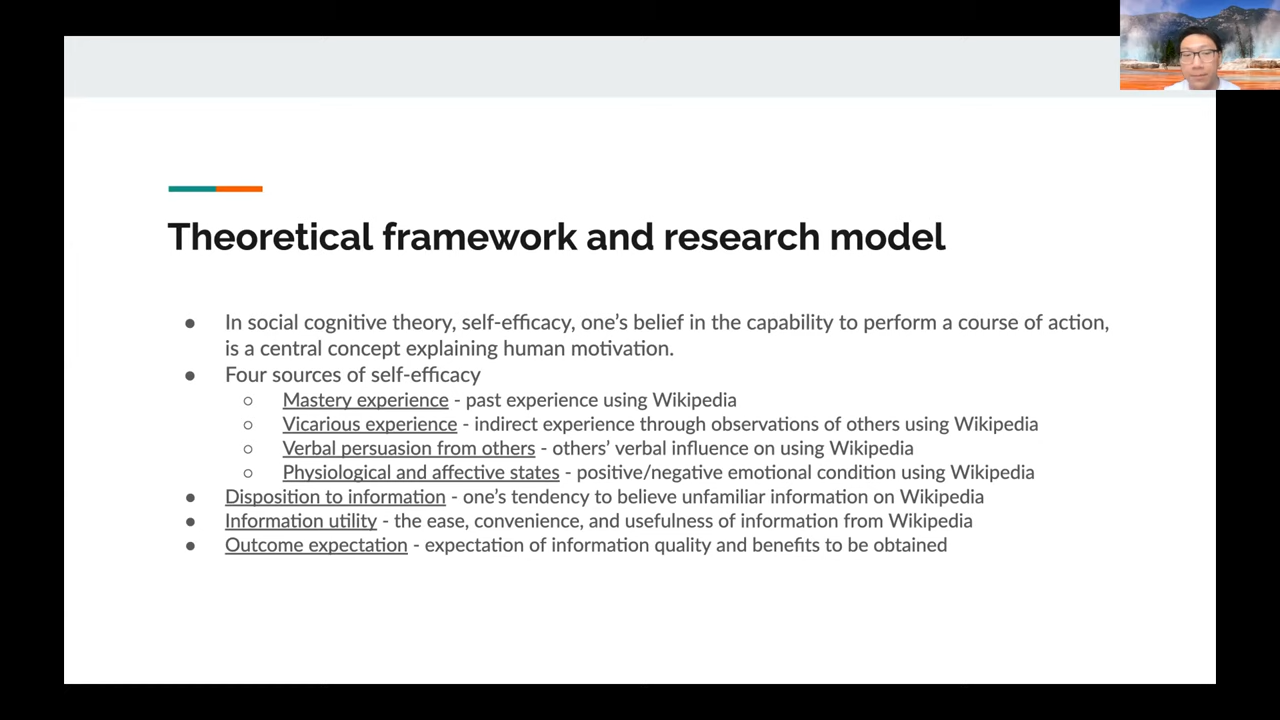 Theoretical framework and research model
● In social cognitive theory, self-efficacy, one’s belief in the capability to perform a course of action,
is a central concept explaining human motivation.
● Four sources of self-efficacy
○ Mastery experience - past experience using Wikipedia
○ Vicarious experience - indirect experience through observations of others using Wikipedia
○ Verbal persuasion from others - others’ verbal influence on using Wikipedia
○ Physiological and affective states - positive/negative emotional condition using Wikipedia
● Disposition to information - one’s tendency to believe unfamiliar information on Wikipedia
● Information utility - the ease, convenience, and usefulness of information from Wikipedia
● Outcome expectation - expectation of information quality and benefits to be obtained